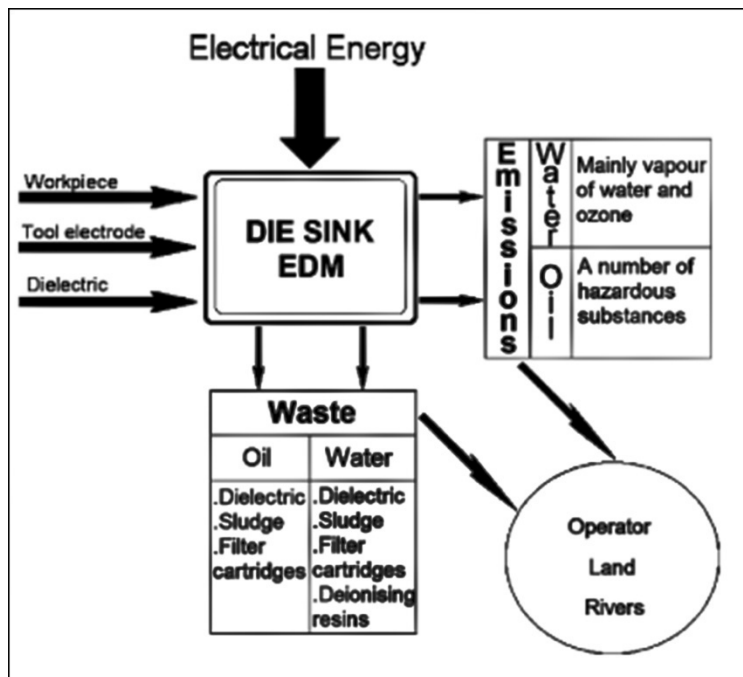 Electrical Energy
Workpiece
Tool electrode
Dielectric
DIE SINK
EDM
Emissions
Water
Mainly vapour
of water and
ozone
Oil
A number of
hazardous
substances
Waste
Oil
.Dielectric
.Sludge
.Filter
cartridges
Water
.Dielectric
.Sludge
.Filter
cartridges
.Deionising
resins
Operator
Land
Rivers